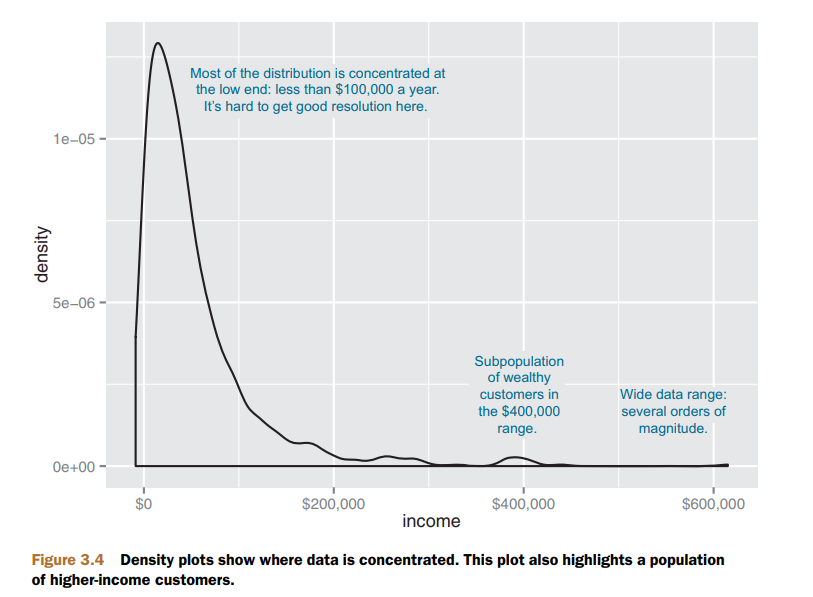 Most of the distribution is concentrated at
the low end: less than $100,000 a year.
It’s hard to get good resolution here.
1e−05
density
5e−06
Subpopulation
of wealthy
customers in
the $400,000
range.
Wide data range:
several orders of
magnitude.
0e+00
$0
$200,000
$400,000
$600,000
income
Figure 3.4 Density plots show where data is concentrated. This plot also highlights a population
of higher-income customers.